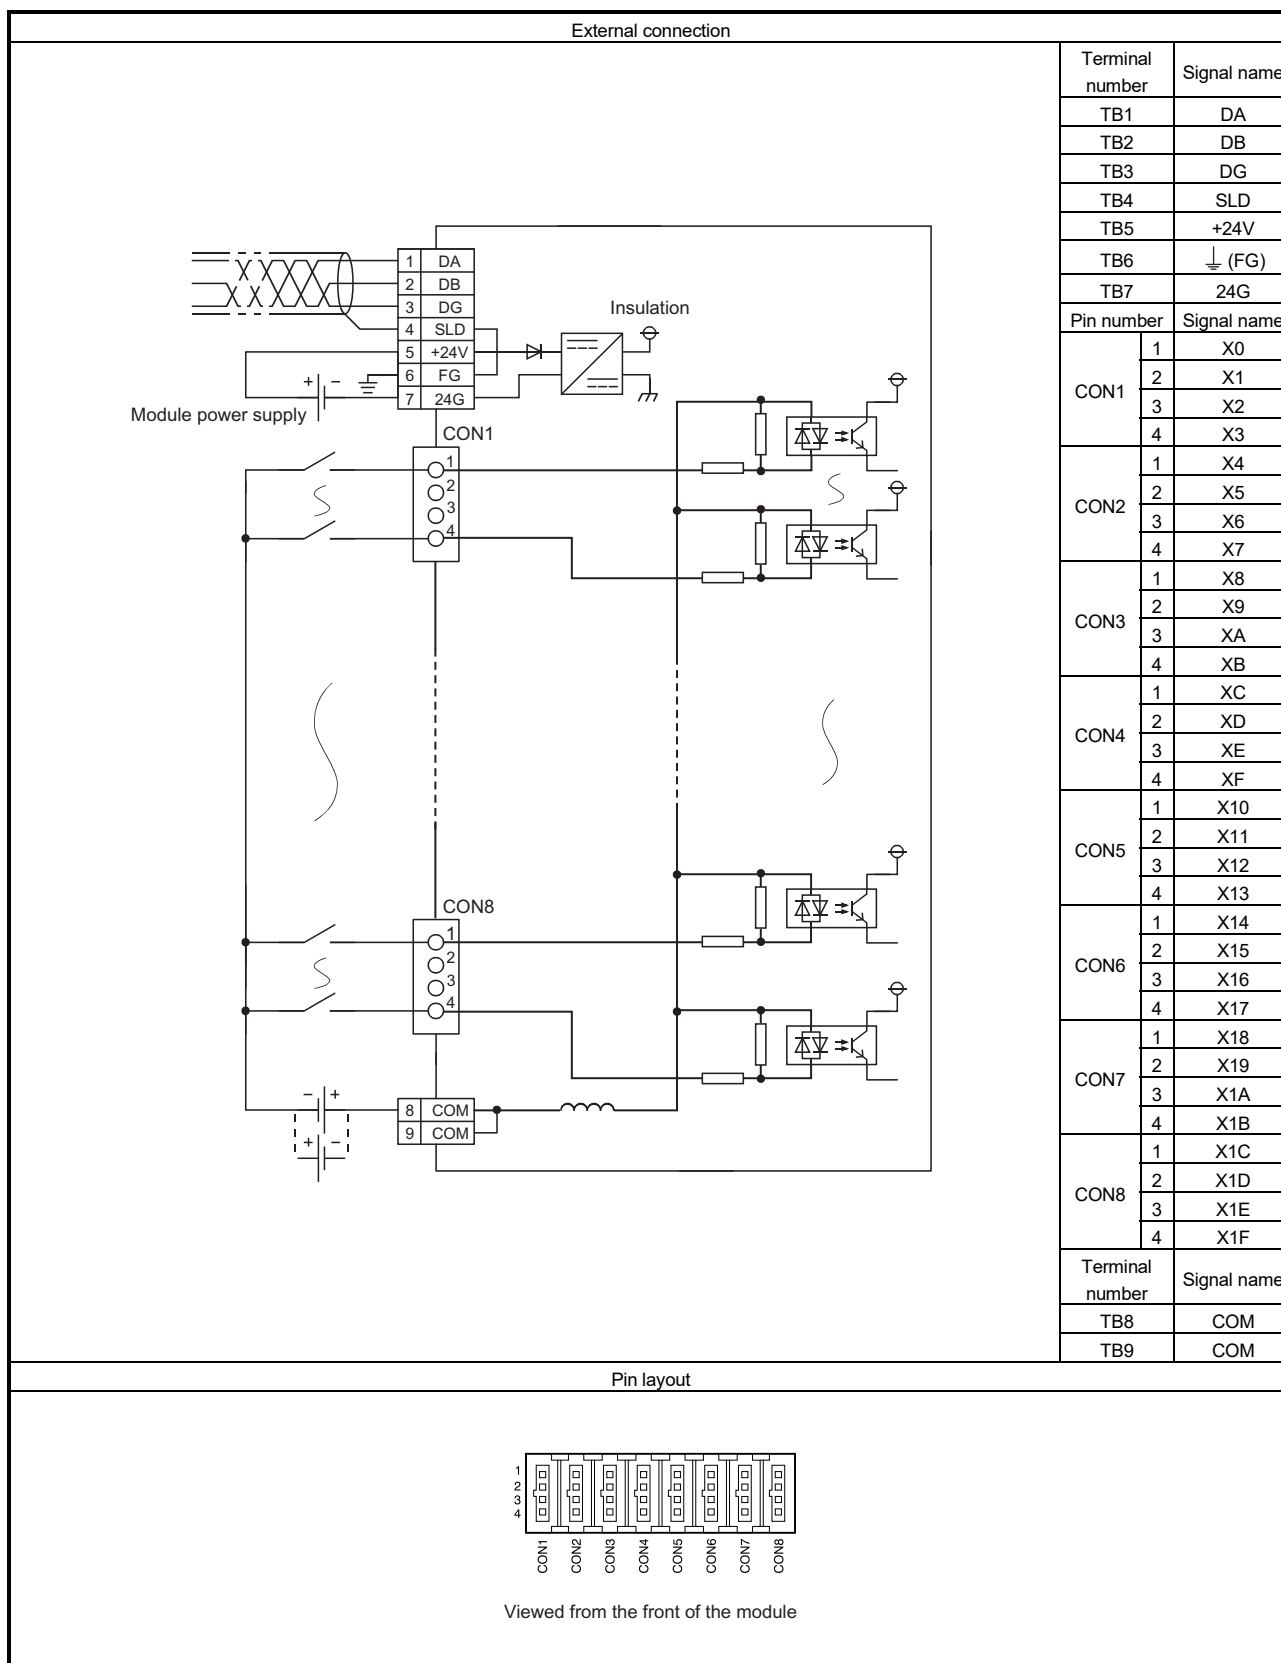 External connection
Terminal number Signal name
TB1 DA
TB2 DB
TB3 DG
TB4 SLD
TB5 +24V
TB6 (FG)
TB7 24G
Pin number Signal name
CON1 1 X0
2 X1
3 X2
4 X3
CON2 1 X4
2 X5
3 X6
4 X7
CON3 1 X8
2 X9
3 XA
4 XB
CON4 1 XC
2 XD
3 XE
4 XF
CON5 1 X10
2 X11
3 X12
4 X13
CON6 1 X14
2 X15
3 X16
4 X17
CON7 1 X18
2 X19
3 X1A
4 X1B
CON8 1 X1C
2 X1D
3 X1E
4 X1F
Terminal number Signal name
TB8 COM
TB9 COM
1 DA
2 DB
3 DG
4 SLD
5 +24V
6 FG
7 24G
Insulation
+ −
Module power supply
CON1
1
2
3
4
CON8
1
2
3
4
− +
+ −
8 COM
9 COM
Pin layout
1
2
3
4
CON1 CON2 CON3 CON4 CON5 CON6 CON7 CON8
Viewed from the front of the module